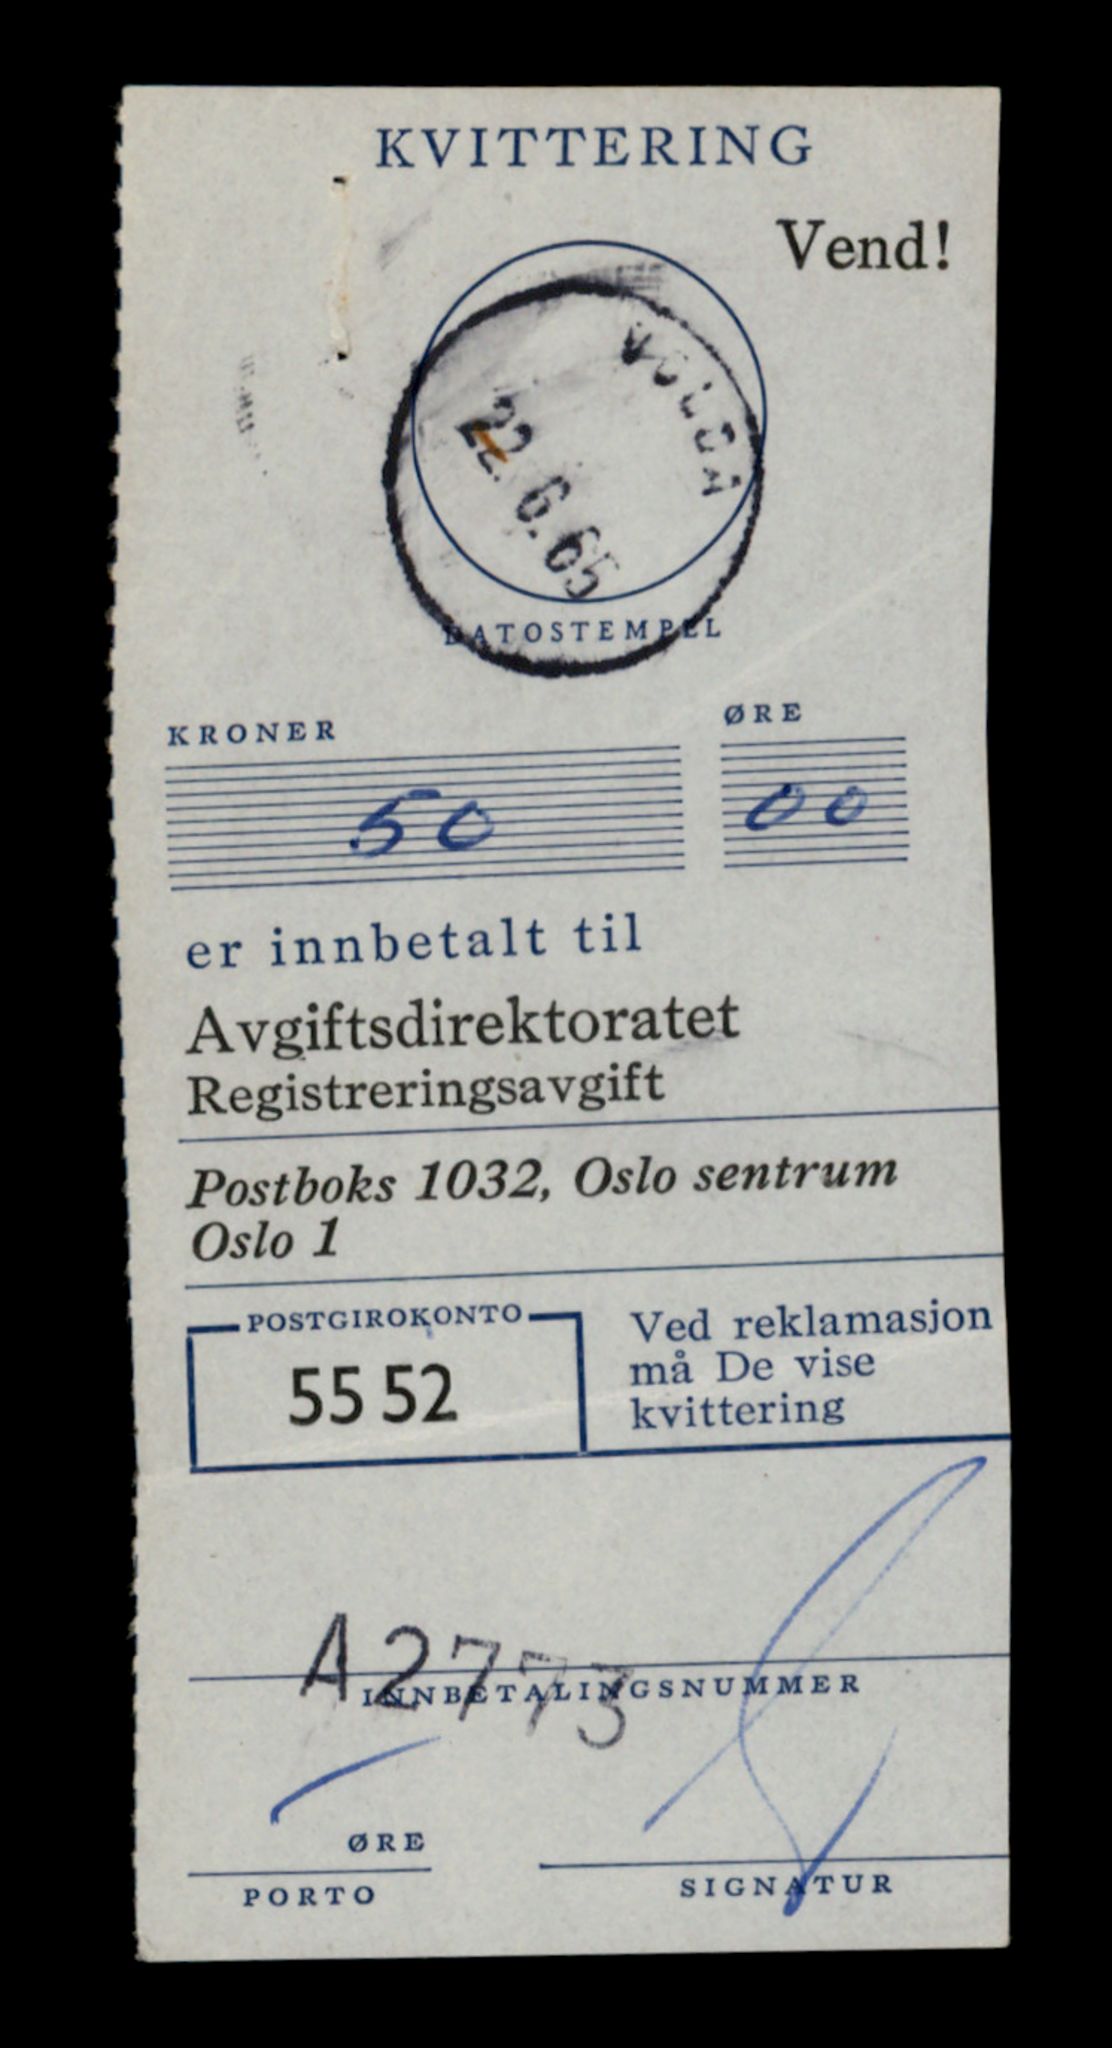 KVITTERING
Vend!
VOLDA
22.6.65
DATOSTEMPEL
KRONER
ØRE
50
00
er innbetalt til
Avgiftsdirektoratet
Registreringsavgift
Postboks 1032, Oslo sentrum
Oslo 1
POSTGIROKONTO
55 52
Ved reklamasjon
må De vise
kvittering
A2773
INNBETALINGSNUMMER
ØRE
PORTO
SIGNATUR